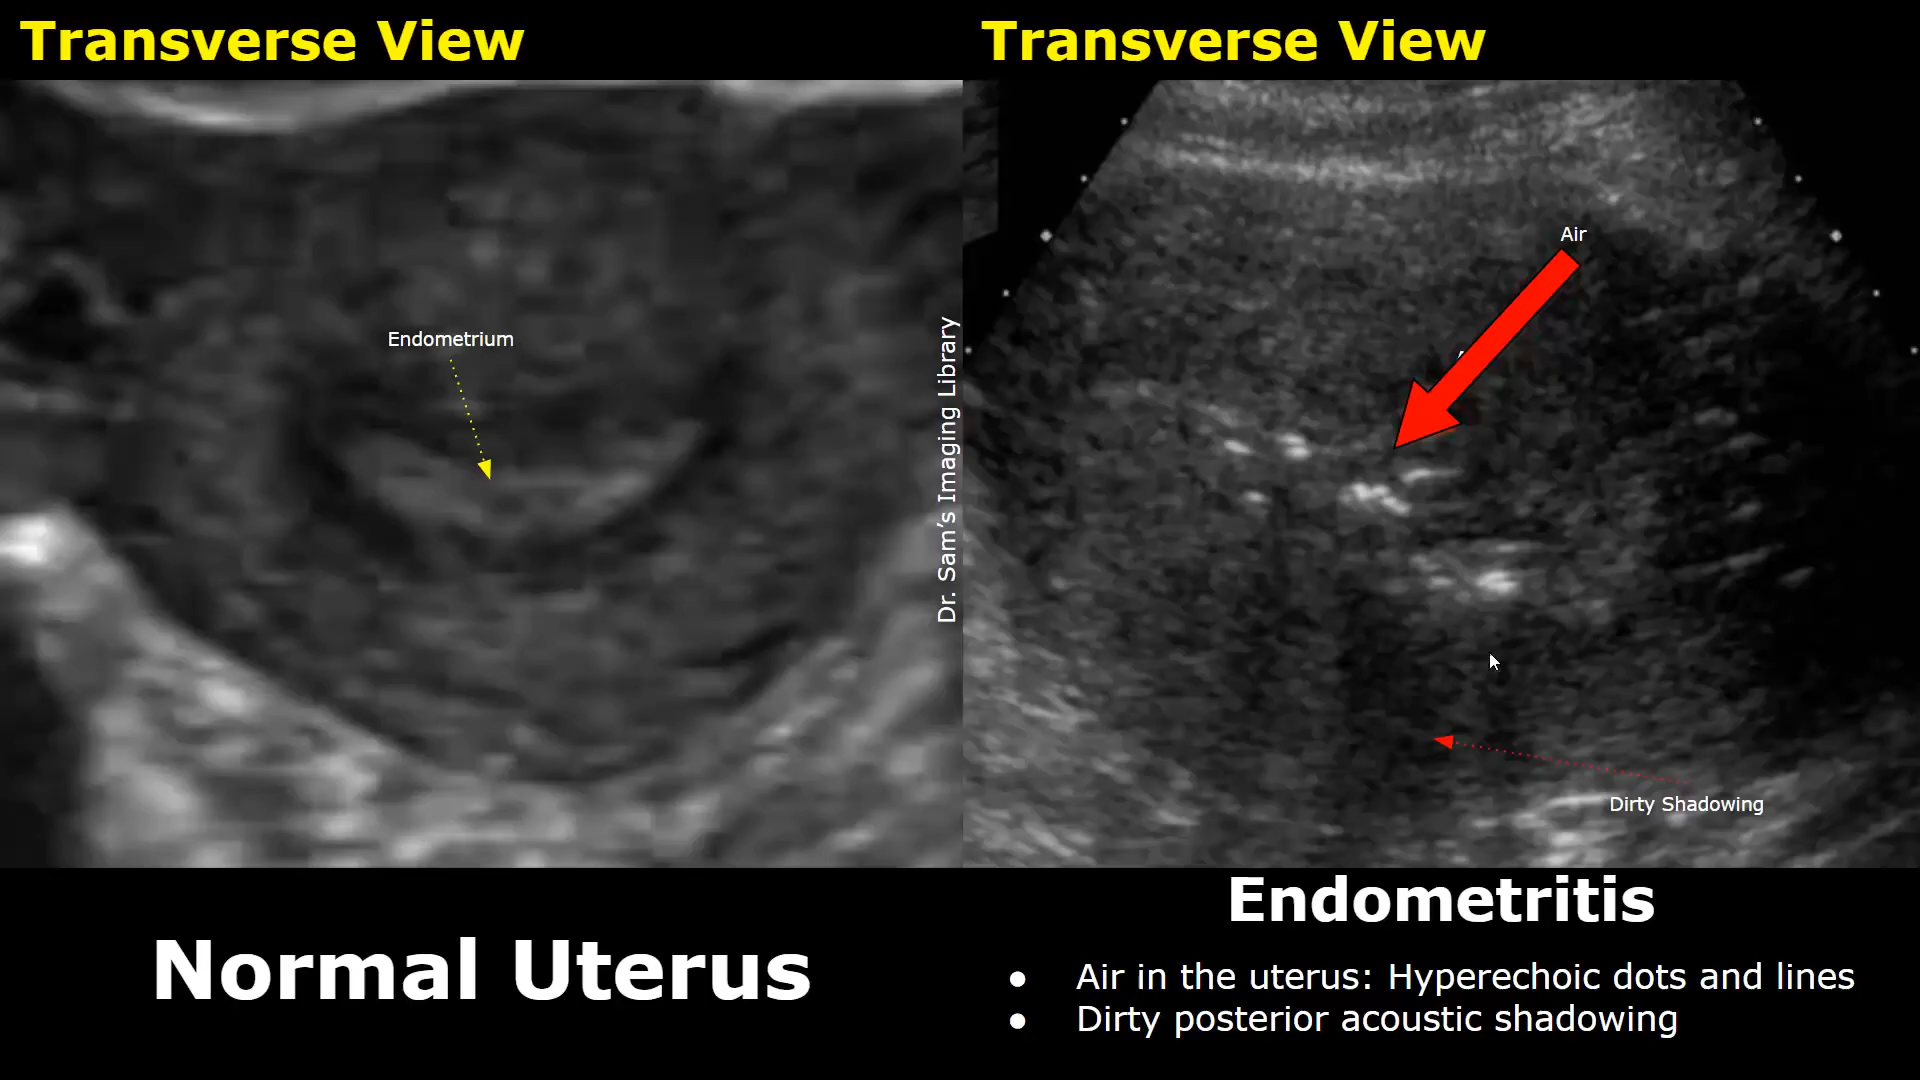 Transverse View
Transverse View
Endometrium
Air
Dr. Sam’s Imaging Library
Dirty Shadowing
Normal Uterus
Endometritis
● Air in the uterus: Hyperechoic dots and lines
● Dirty posterior acoustic shadowing